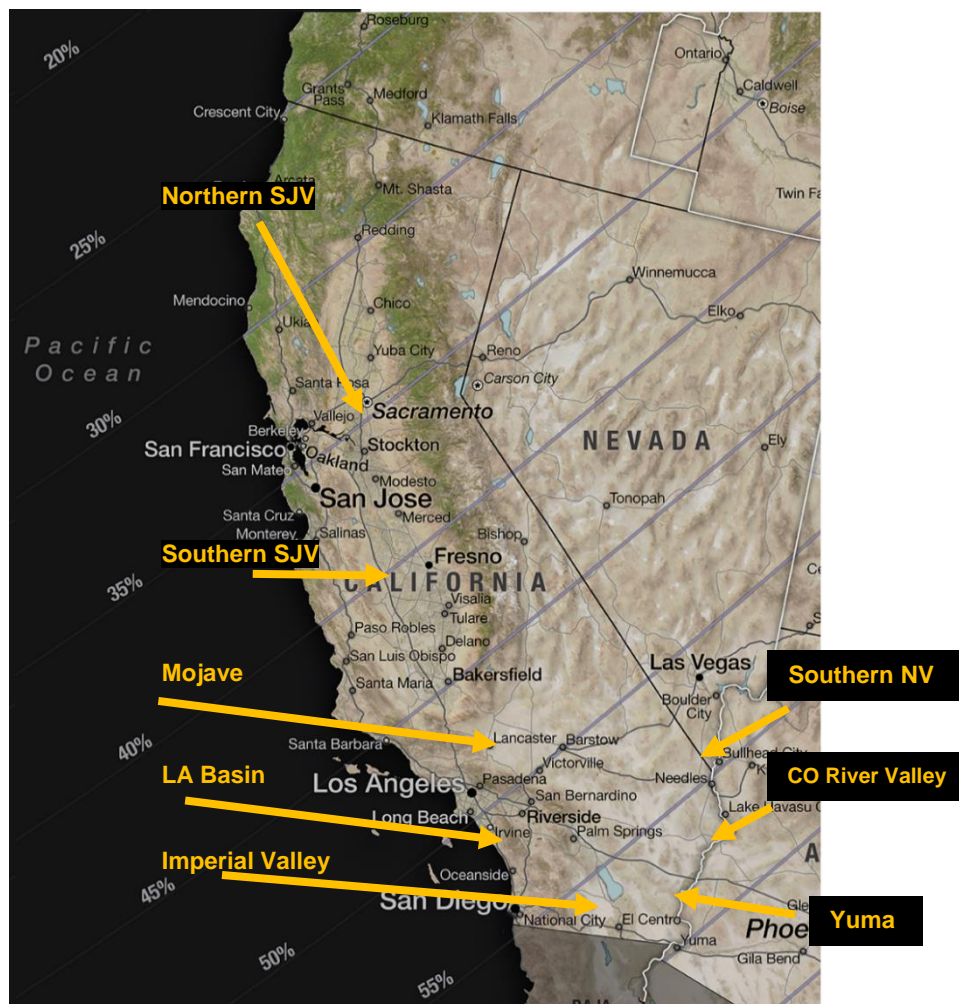 Roseburg
20%
Ontario
Grants
Pass
Medford
Caldwell
Boise
Crescent City
Klamath Falls
Arcata
Mt. Shasta
Twin Fa
Northern SJV
25%
Redding
Winnemucca
Mendocino
Chico
Elko
Ukia
Pacific
Ocean
Yuba City
Reno
Carson City
Santa Rosa
30%
Vallejo
Sacramento
Berkeley
NEVADA
Ely
San Francisco
Oakland
Stockton
San Mateo
Modesto
San Jose
Tonopah
Santa Cruz
Merced
Monterey
Salinas
Bishop
Southern SJV
Fresno
CALIFORNIA
35%
Visalia
Tulare
Paso Robles
Delano
San Luis Obispo
Las Vegas
Mojave
Bakersfield
Southern NV
Santa Maria
Boulder
City
40%
Santa Barbara
Lancaster
Barstow
Bullhead City
Victorville
LA Basin
Los Angeles
Pasadena
Needles
CO River Valley
San Bernardino
Long Beach
Riverside
Lake Havasu C
Irvine
Palm Springs
Imperial Valley
45%
Oceanside
San Diego
National City
El Centro
Gle
Yuma
Phoe
Yuma
50%
Gila Bend
55%
BAJA